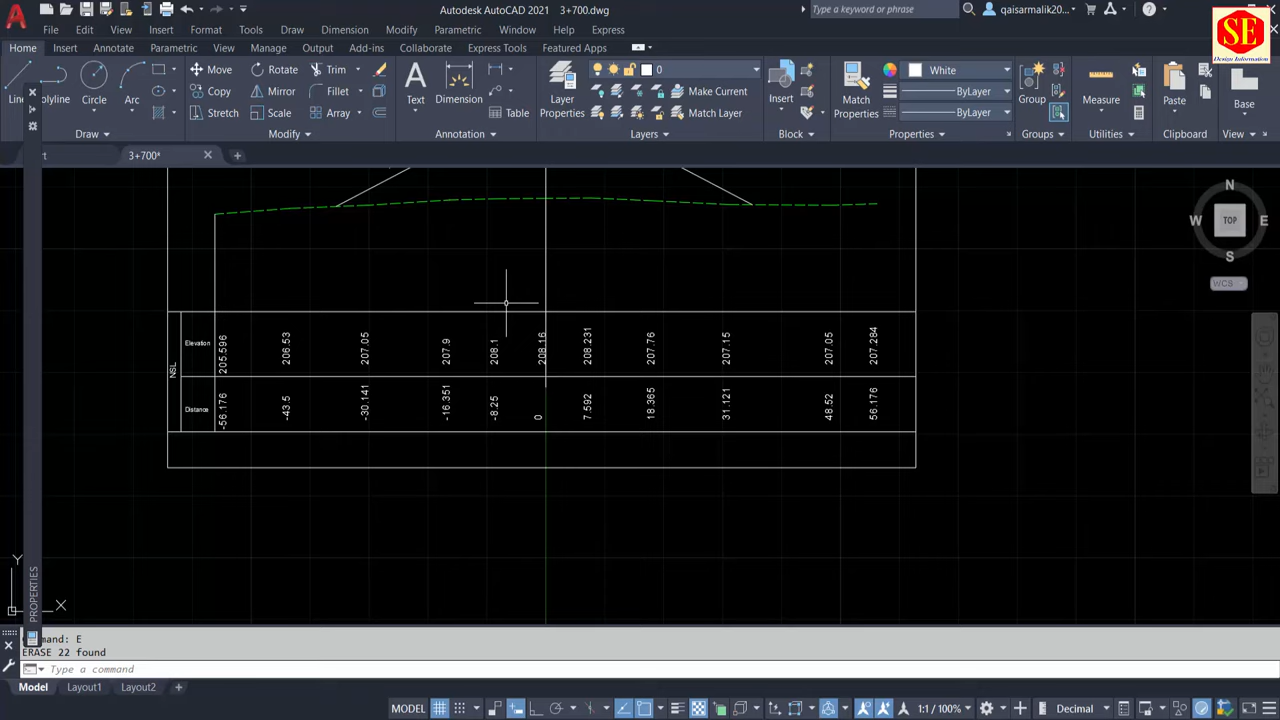 Autodesk AutoCAD 2021 3+700.dwg
Type a keyword or phrase
qaisarmalik20...
SE
Design Information
File Edit View Insert Format Tools Draw Dimension Modify Parametric Window Help Express
Home Insert Annotate Parametric View Manage Output Add-ins Collaborate Express Tools Featured Apps
Move Rotate Trim
0
White
Copy Mirror Fillet
Make Current
ByLayer
Stretch Scale Array
Match Layer
ByLayer
Polyline Circle Arc
Text Dimension
Table
Layer Properties
Insert
Match Properties
Group
Measure
Paste
Base
Draw Modify Annotation Layers Block Properties Groups Utilities Clipboard View
3+700*
N
W TOP E
S
WCS
NSL
Elevation 205.596 206.53 207.05 207.9 208.1 208.16 208.231 207.76 207.15 207.05 207.284
Distance -56.176 -43.5 -30.141 -16.351 -8.25 0 7.592 18.365 31.121 48.52 56.176
Y
X
PROPERTIES
mmand: E
ERASE 22 found
Type a command
Model Layout1 Layout2
MODEL 1:1 / 100% Decimal